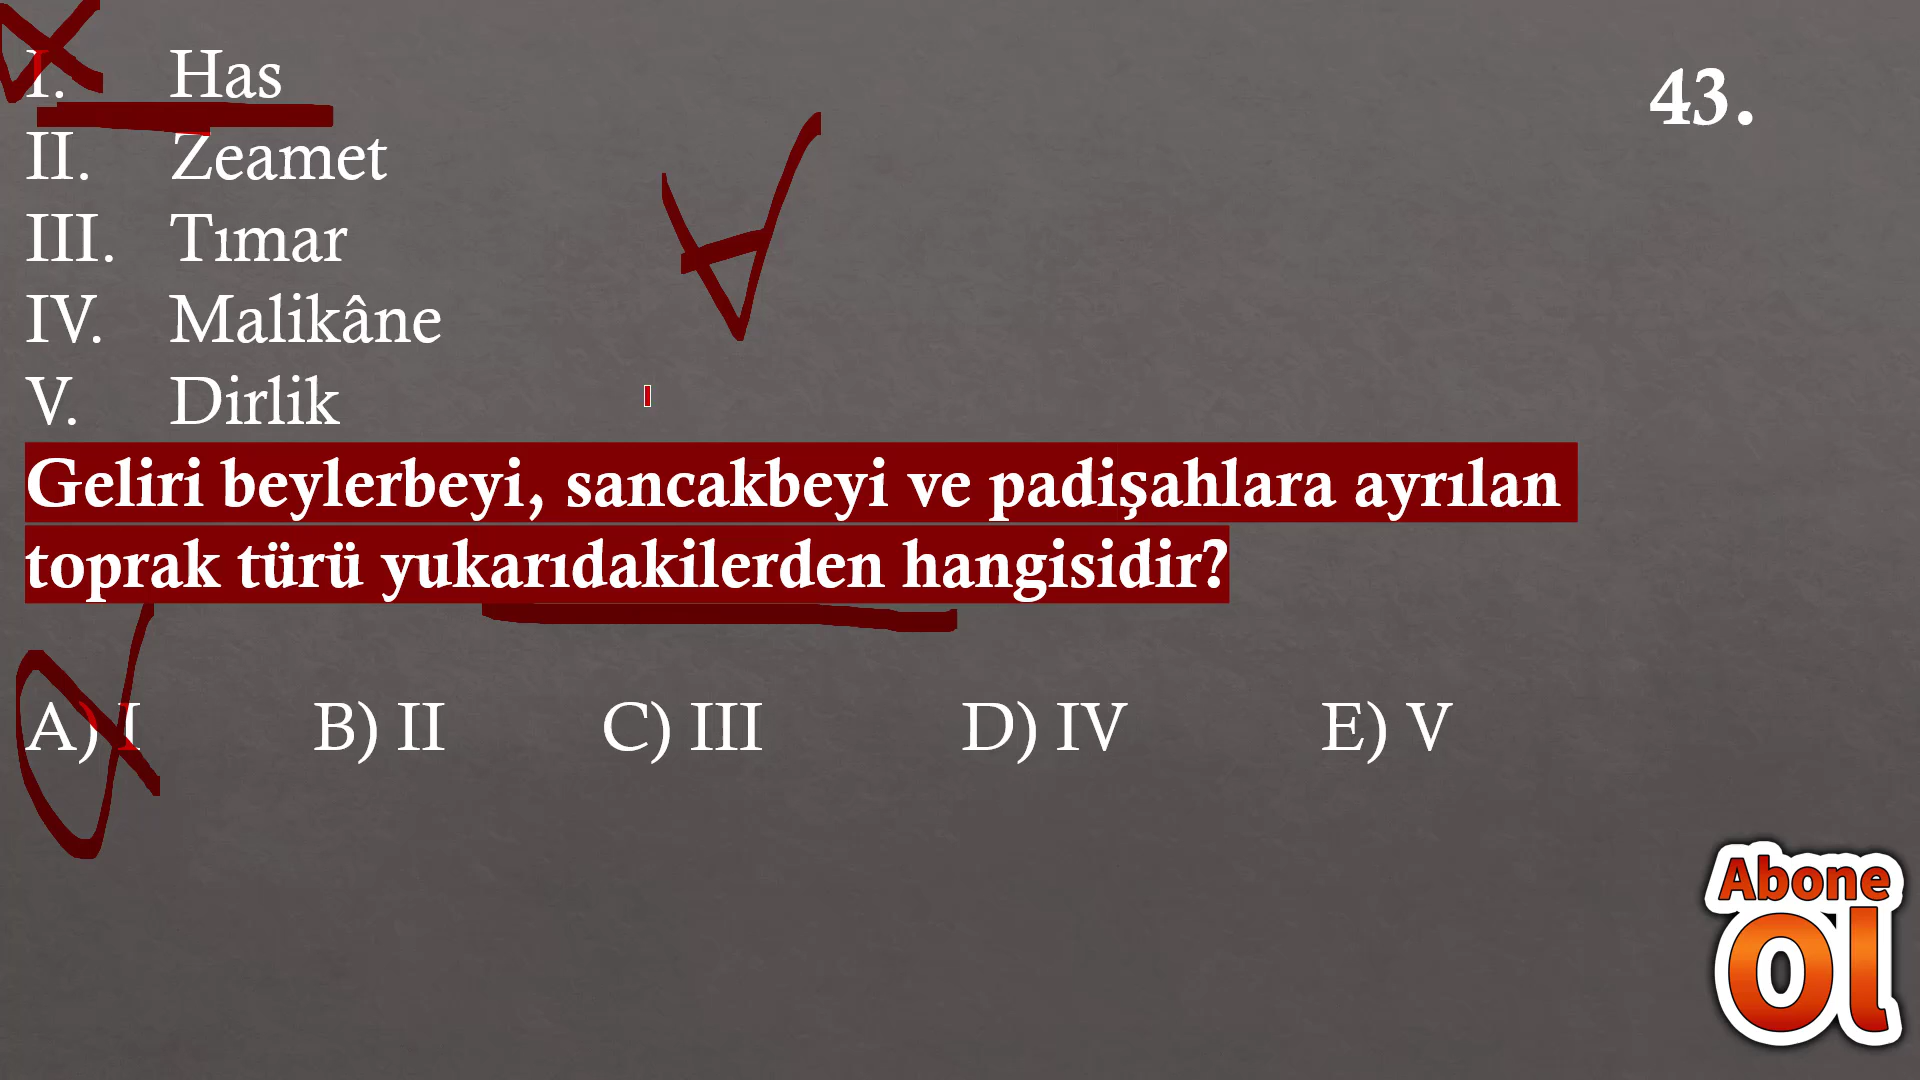 I. Has
43.
II. Zeamet
III. Tımar
IV. Malikâne
V. Dirlik
Geliri beylerbeyi, sancakbeyi ve padişahlara ayrılan
toprak türü yukarıdakilerden hangisidir?
A) I B) II C) III D) IV E) V
Abone
Ol